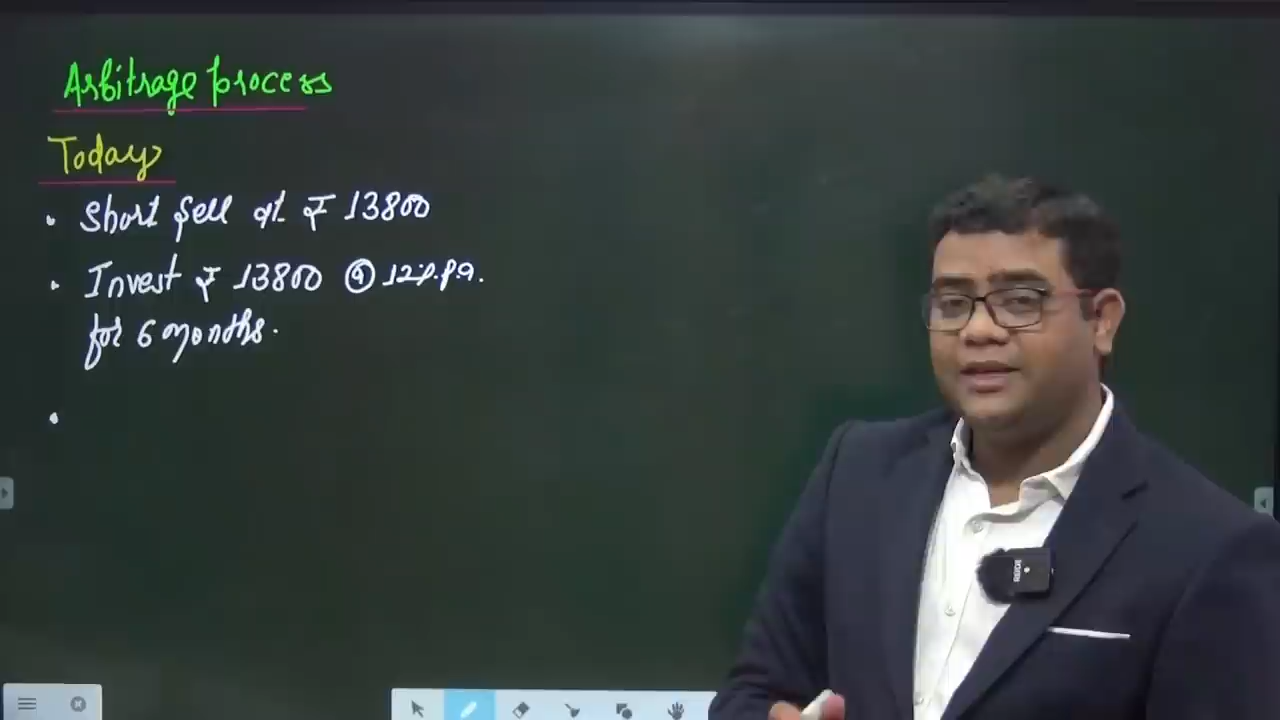 Arbitrage process
Today
• Short sell at ₹ 13800
• Invest ₹ 13800 @ 12% p.a.
for 6 months.
•